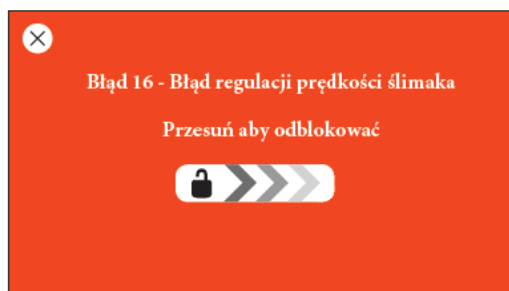 Błąd 16 - Błąd regulacji prędkości ślimaka
Przesuń aby odblokować